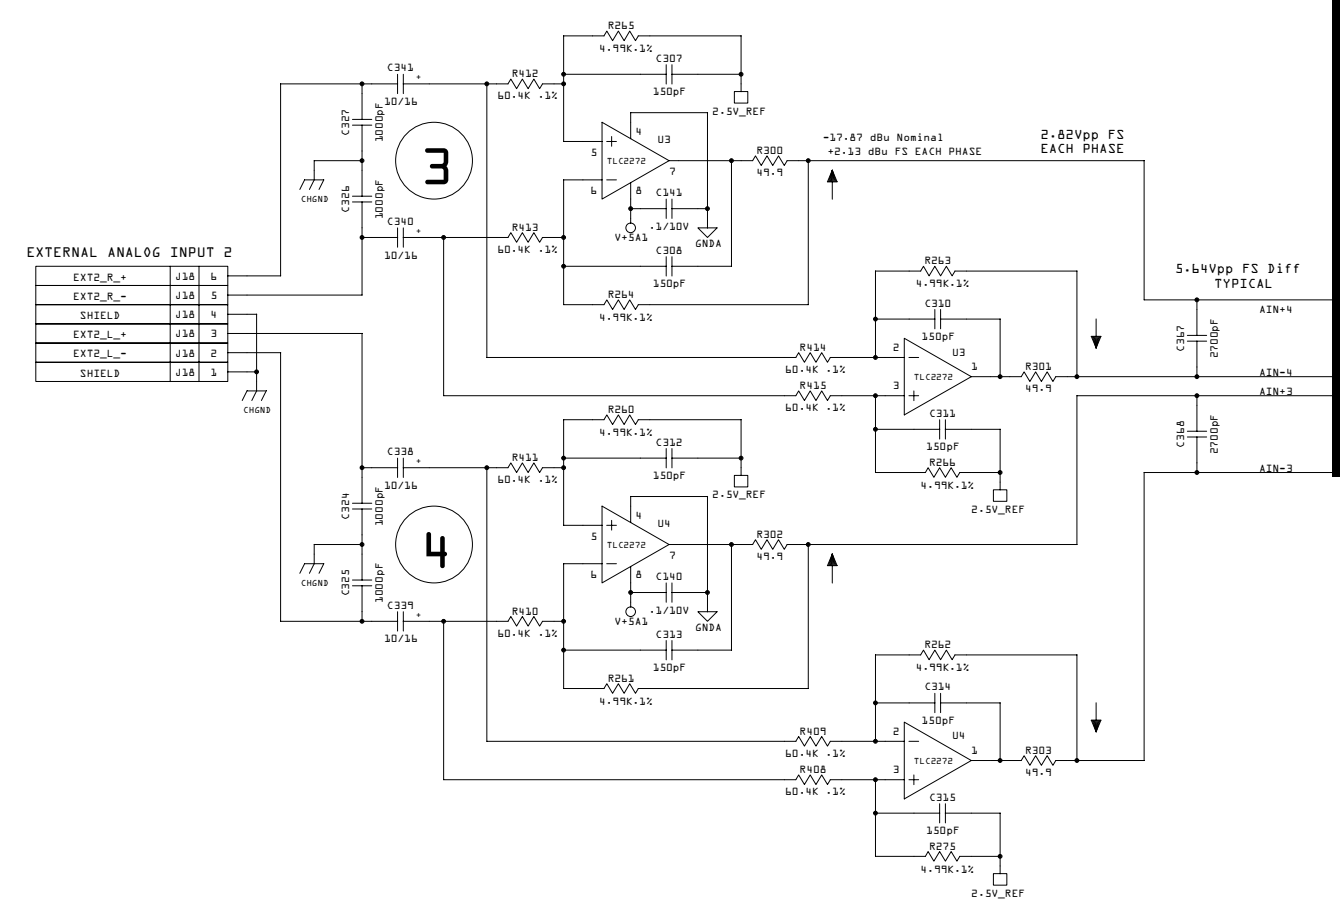 R265
4.99K.1%
C307
150pF
2.5V_REF
C341
+
10/16
R412
60.4K .1%
C327
1000pF
3
CHGND
C326
1000pF
C340
+
10/16
R413
60.4K .1%
4
U3
5
TLC2272
7
6
8
C141
.1/10V
V+5A1
GNDA
C308
150pF
R264
4.99K.1%
R300
49.9
-17.87 dBu Nominal
+2.13 dBu FS EACH PHASE
2.82Vpp FS
EACH PHASE
EXTERNAL ANALOG INPUT 2
EXT2_R_+ J18 6
EXT2_R_- J18 5
SHIELD J18 4
EXT2_L_+ J18 3
EXT2_L_- J18 2
SHIELD J18 1
CHGND
R263
4.99K.1%
C310
150pF
R414
60.4K .1%
2
U3
TLC2272
1
R415
60.4K .1%
3
R301
49.9
C311
150pF
R266
4.99K.1%
2.5V_REF
5.64Vpp FS Diff
TYPICAL
AIN+4
C367
2700pF
AIN-4
AIN+3
C368
2700pF
AIN-3
R260
4.99K.1%
C312
150pF
2.5V_REF
C338
+
10/16
R411
60.4K .1%
C324
1000pF
4
CHGND
C325
1000pF
C339
+
10/16
R410
60.4K .1%
4
U4
5
TLC2272
7
6
8
C140
.1/10V
V+5A1
GNDA
C313
150pF
R261
4.99K.1%
R302
49.9
R262
4.99K.1%
C314
150pF
R409
60.4K .1%
2
U4
TLC2272
1
R408
60.4K .1%
3
R303
49.9
C315
150pF
R275
4.99K.1%
2.5V_REF